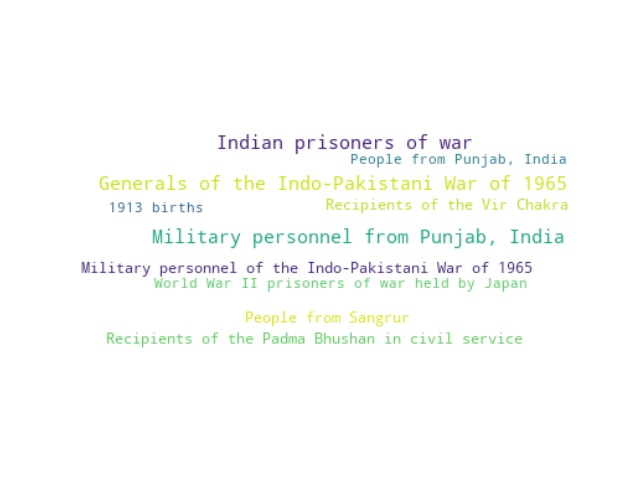 Indian prisoners of war
People from Punjab, India
Generals of the Indo-Pakistani War of 1965
Recipients of the Vir Chakra
1913 births
Military personnel from Punjab, India
Military personnel of the Indo-Pakistani War of 1965
World War II prisoners of war held by Japan
People from Sangrur
Recipients of the Padma Bhushan in civil service